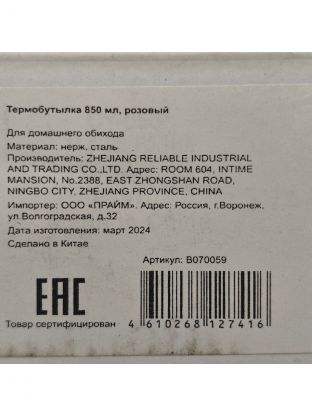 Термобутылка 850 мл, розовый
Для домашнего обихода
Материал: нерж. сталь
Производитель: ZHEJIANG RELIABLE INDUSTRIAL
AND TRADING CO.,LTD. Адрес: ROOM 604, INTIME
MANSION, No.2388, EAST ZHONGSHAN ROAD,
NINGBO CITY, ZHEJIANG PROVINCE, CHINA
Импортер: ООО «ПРАЙМ». Адрес: Россия, г.Воронеж,
ул.Волгоградская, д.32
Дата изготовления: март 2024
Сделано в Китае
Артикул: B070059
EAC
Товар сертифицирован
4 610268 127416